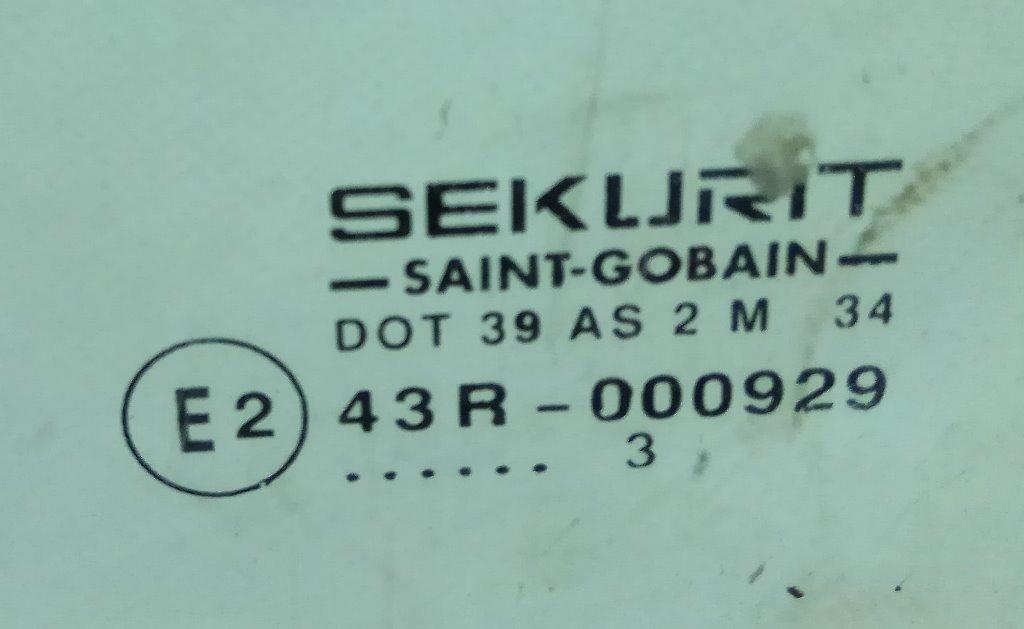 SEKURIT
— SAINT-GOBAIN —
DOT 39 AS 2 M 34
E2 43R - 000929
. . . . . . 3